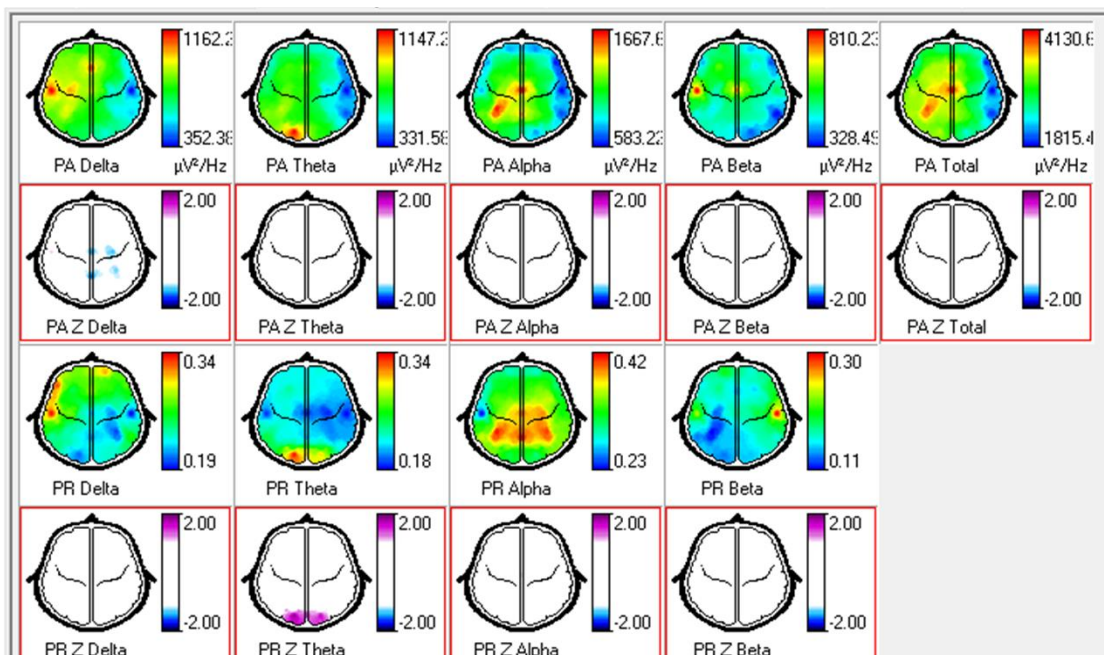 1162.2
352.38
PA Delta
µV²/Hz
1147.2
331.58
PA Theta
µV²/Hz
1667.6
583.22
PA Alpha
µV²/Hz
810.23
328.49
PA Beta
µV²/Hz
4130.6
1815.4
PA Total
µV²/Hz
2.00
-2.00
PA Z Delta
2.00
-2.00
PA Z Theta
2.00
-2.00
PA Z Alpha
2.00
-2.00
PA Z Beta
2.00
-2.00
PA Z Total
0.34
0.19
PR Delta
0.34
0.18
PR Theta
0.42
0.23
PR Alpha
0.30
0.11
PR Beta
2.00
-2.00
PR Z Delta
2.00
-2.00
PR Z Theta
2.00
-2.00
PR Z Alpha
2.00
-2.00
PR Z Beta